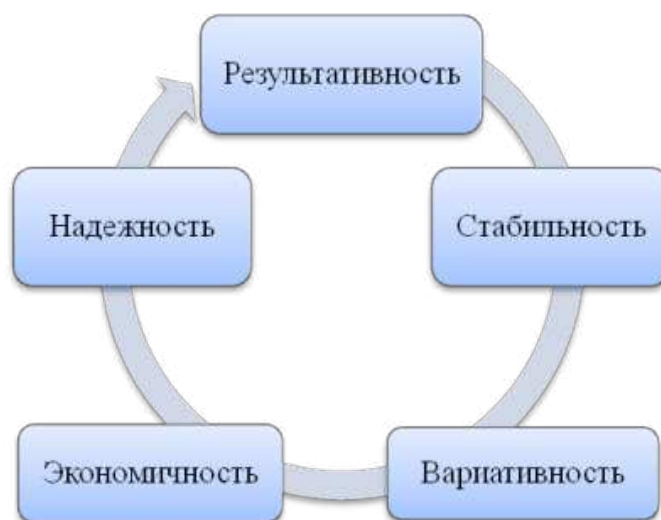 Результативность
Стабильность
Вариативность
Экономичность
Надежность